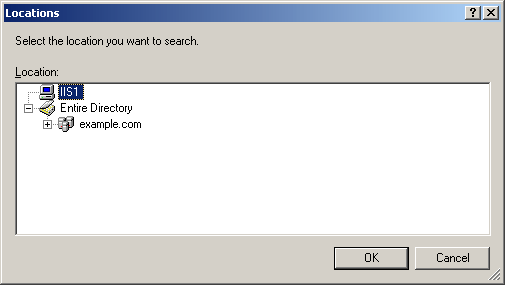 Locations
Select the location you want to search.
Location:
IIS1
Entire Directory
example.com
OK Cancel